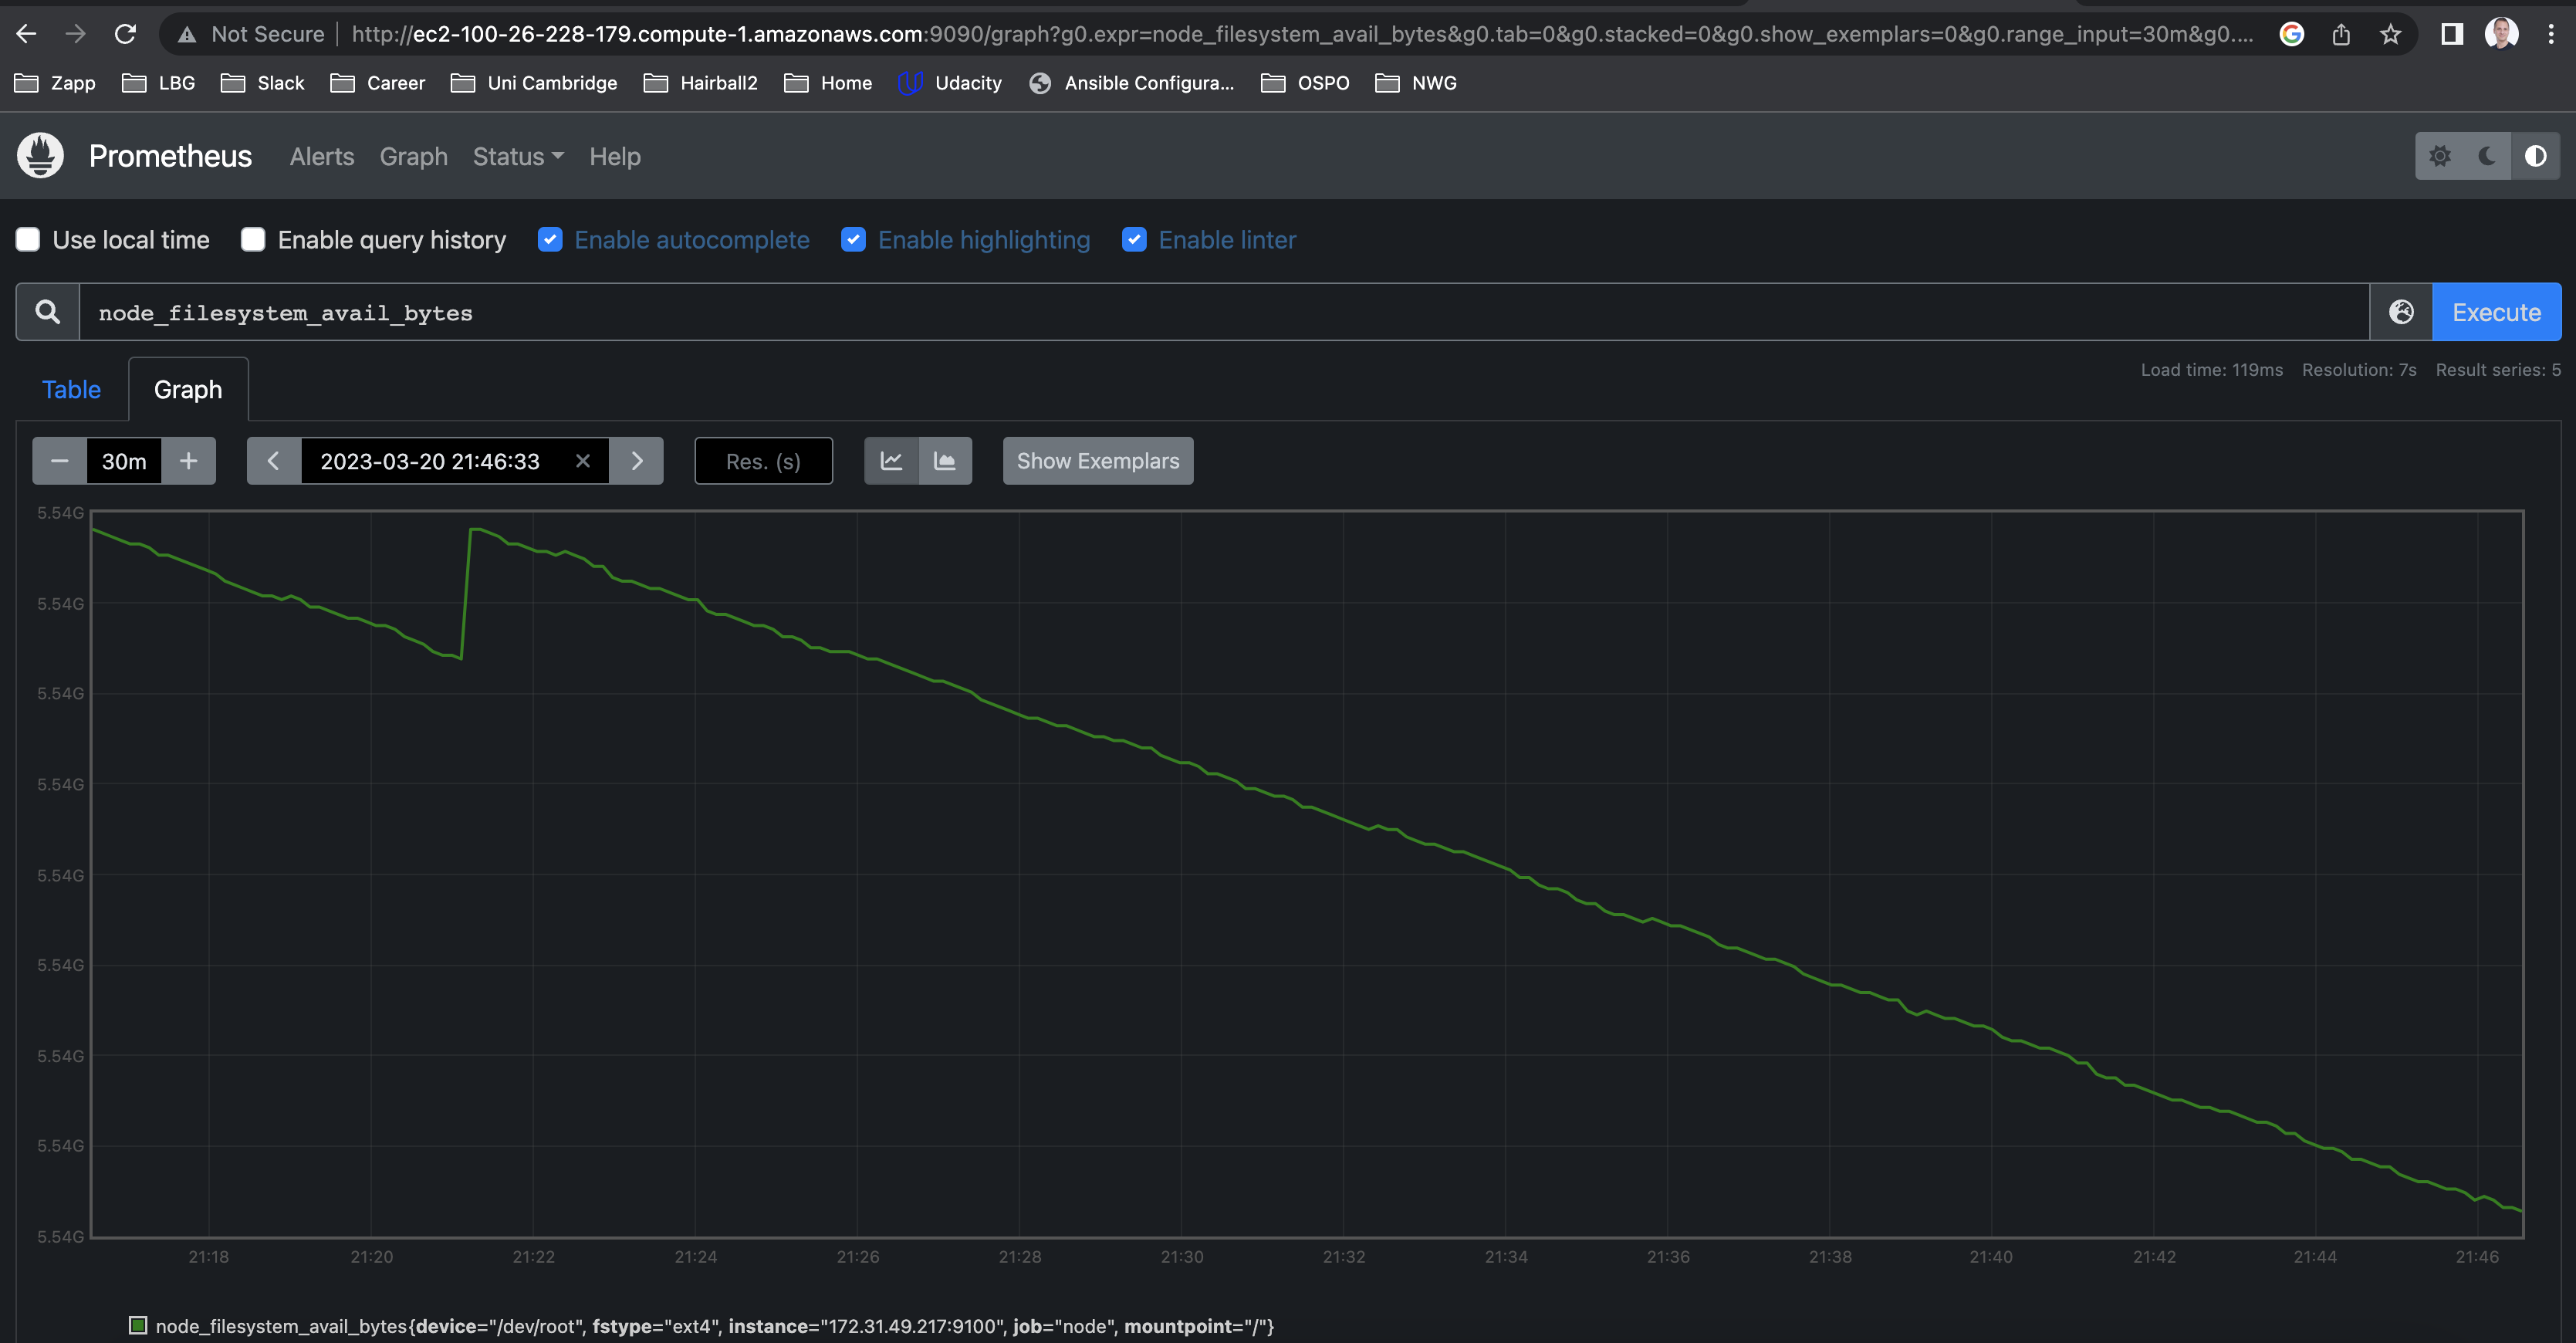 Not Secure http://ec2-100-26-228-179.compute-1.amazonaws.com:9090/graph?g0.expr=node_filesystem_avail_bytes&g0.tab=0&g0.stacked=0&g0.show_exemplars=0&g0.range_input=30m&g0....
Zapp LBG Slack Career Uni Cambridge Hairball2 Home Udacity Ansible Configura... OSPO NWG
Prometheus Alerts Graph Status Help
Use local time Enable query history Enable autocomplete Enable highlighting Enable linter
node_filesystem_avail_bytes Execute
Load time: 119ms Resolution: 7s Result series: 5
Table Graph
30m 2023-03-20 21:46:33 Res. (s) Show Exemplars
5.54G
5.54G
5.54G
5.54G
5.54G
5.54G
5.54G
5.54G
5.54G
21:18 21:20 21:22 21:24 21:26 21:28 21:30 21:32 21:34 21:36 21:38 21:40 21:42 21:44 21:46
node_filesystem_avail_bytes{device="/dev/root", fstype="ext4", instance="172.31.49.217:9100", job="node", mountpoint="/"}